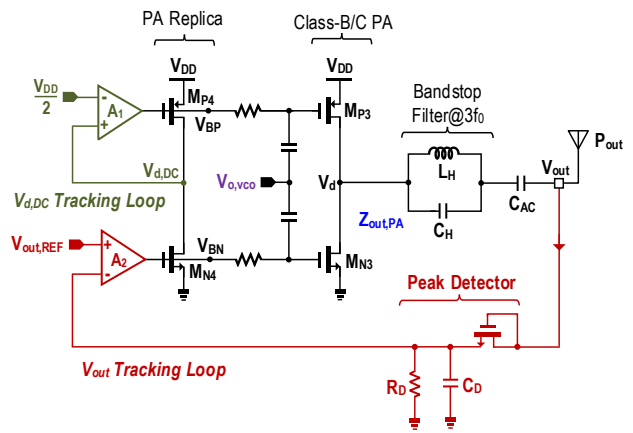 PA Replica
Class-B/C PA
VDD
VDD
VDD
2
-
+
A1
MP4
VBP
MP3
Bandstop
Filter@3f0
LH
CH
Pout
Vout
CAC
Vd,DC
Vd,DC Tracking Loop
Vo,vco
Vd
Zout,PA
Vout,REF
+
-
A2
VBN
MN4
MN3
Peak Detector
Vout Tracking Loop
RD
CD